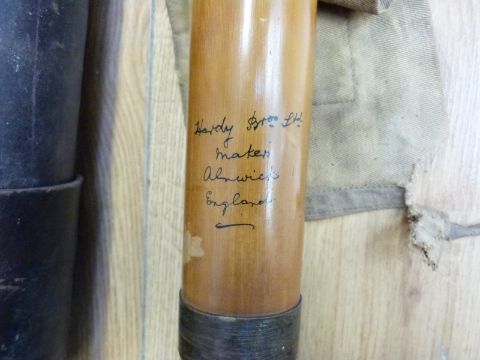 Hardy Bros Ltd.
Makers
Alnwick
England